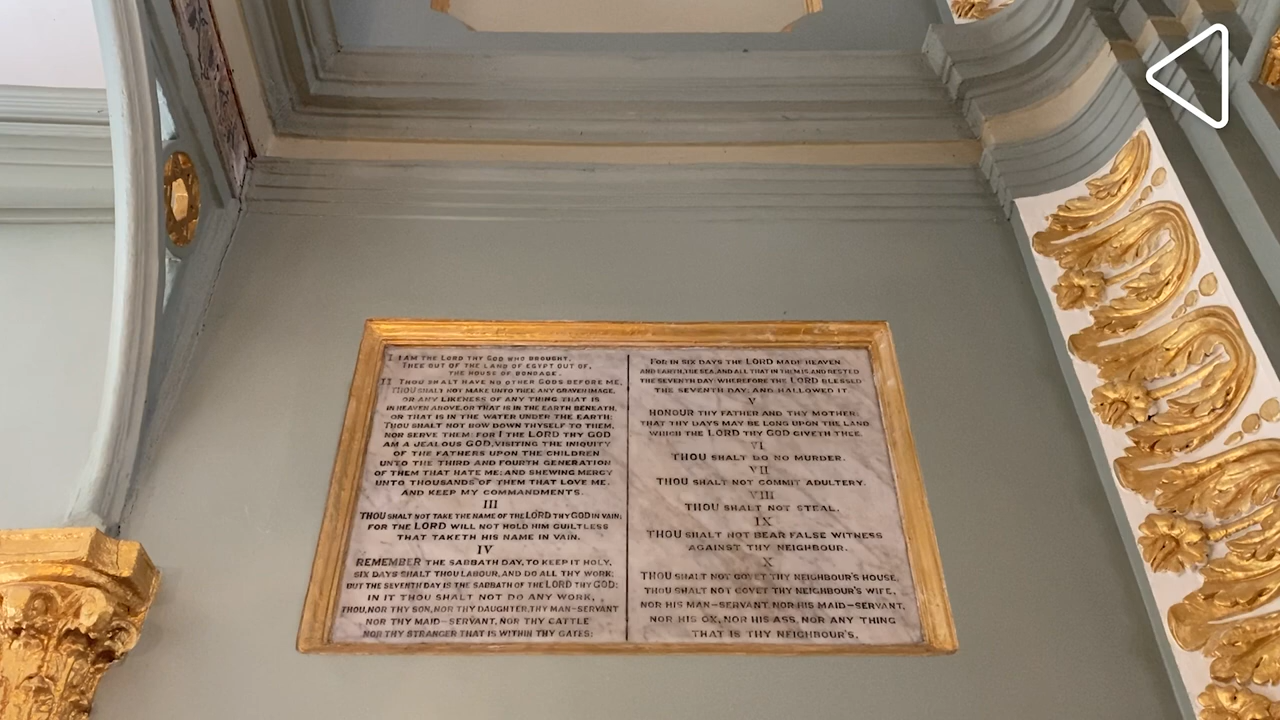 I I AM THE LORD THY GOD WHO BROUGHT,
THEE OUT OF THE LAND OF EGYPT OUT OF,
THE HOUSE OF BONDAGE.
II THOU SHALT HAVE NO OTHER GODS BEFORE ME,
THOU SHALT NOT MAKE UNTO THEE ANY GRAVEN IMAGE,
OR ANY LIKENESS OF ANY THING THAT IS
IN HEAVEN ABOVE, OR THAT IS IN THE EARTH BENEATH,
OR THAT IS IN THE WATER UNDER THE EARTH:
THOU SHALT NOT BOW DOWN THYSELF TO THEM,
NOR SERVE THEM: FOR I THE LORD THY GOD
AM A JEALOUS GOD, VISITING THE INIQUITY
OF THE FATHERS UPON THE CHILDREN
UNTO THE THIRD AND FOURTH GENERATION
OF THEM THAT HATE ME; AND SHEWING MERCY
UNTO THOUSANDS OF THEM THAT LOVE ME,
AND KEEP MY COMMANDMENTS.
III
THOU SHALT NOT TAKE THE NAME OF THE LORD THY GOD IN VAIN;
FOR THE LORD WILL NOT HOLD HIM GUILTLESS
THAT TAKETH HIS NAME IN VAIN.
IV
REMEMBER THE SABBATH DAY, TO KEEP IT HOLY,
SIX DAYS SHALT THOU LABOUR, AND DO ALL THY WORK;
BUT THE SEVENTH DAY IS THE SABBATH OF THE LORD THY GOD:
IN IT THOU SHALT NOT DO ANY WORK,
THOU, NOR THY SON, NOR THY DAUGHTER, THY MAN-SERVANT
NOR THY MAID-SERVANT, NOR THY CATTLE
NOR THY STRANGER THAT IS WITHIN THY GATES:
FOR IN SIX DAYS THE LORD MADE HEAVEN
AND EARTH, THE SEA, AND ALL THAT IN THEM IS, AND RESTED
THE SEVENTH DAY: WHEREFORE THE LORD BLESSED
THE SEVENTH DAY, AND HALLOWED IT.
V
HONOUR THY FATHER AND THY MOTHER:
THAT THY DAYS MAY BE LONG UPON THE LAND
WHICH THE LORD THY GOD GIVETH THEE.
VI
THOU SHALT DO NO MURDER.
VII
THOU SHALT NOT COMMIT ADULTERY.
VIII
THOU SHALT NOT STEAL.
IX
THOU SHALT NOT BEAR FALSE WITNESS
AGAINST THY NEIGHBOUR.
X
THOU SHALT NOT COVET THY NEIGHBOUR'S HOUSE,
THOU SHALT NOT COVET THY NEIGHBOUR'S WIFE,
NOR HIS MAN-SERVANT, NOR HIS MAID-SERVANT,
NOR HIS OX, NOR HIS ASS, NOR ANY THING
THAT IS THY NEIGHBOUR'S.